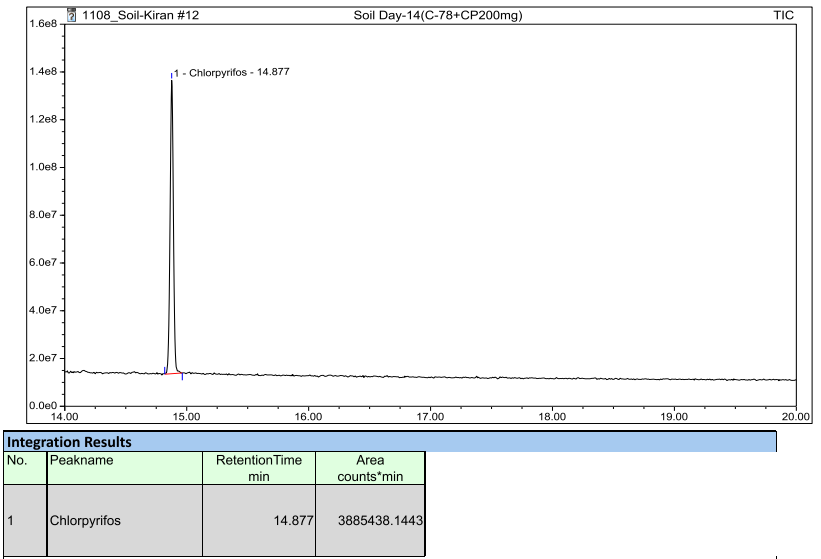 1108_Soil-Kiran #12 Soil Day-14(C-78+CP200mg) TIC
1.6e8
1.4e8
1.2e8
1.0e8
8.0e7
6.0e7
4.0e7
2.0e7
0.0e0
1 - Chlorpyrifos - 14.877
14.00 15.00 16.00 17.00 18.00 19.00 20.00
Integration Results
No. Peakname RetentionTime Area
min counts*min
1 Chlorpyrifos 14.877 3885438.1443